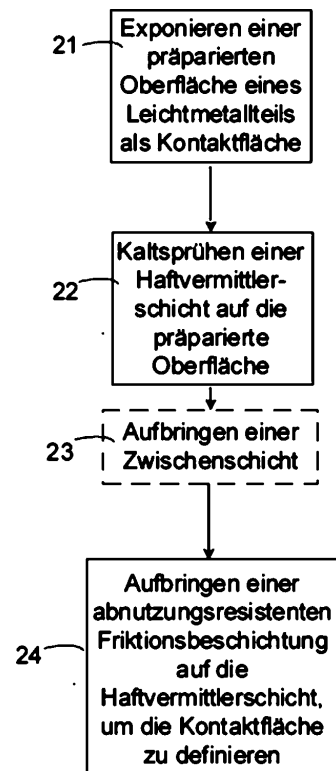 21
Exponieren einer
präparierten
Oberfläche eines
Leichtmetallteils
als Kontaktfläche
22
Kaltsprühen einer
Haftvermittler-
schicht auf die
präparierte
Oberfläche
23
Aufbringen einer
Zwischenschicht
24
Aufbringen einer
abnutzungsresistenten
Friktionsbeschichtung
auf die
Haftvermittlerschicht,
um die Kontaktfläche
zu definieren